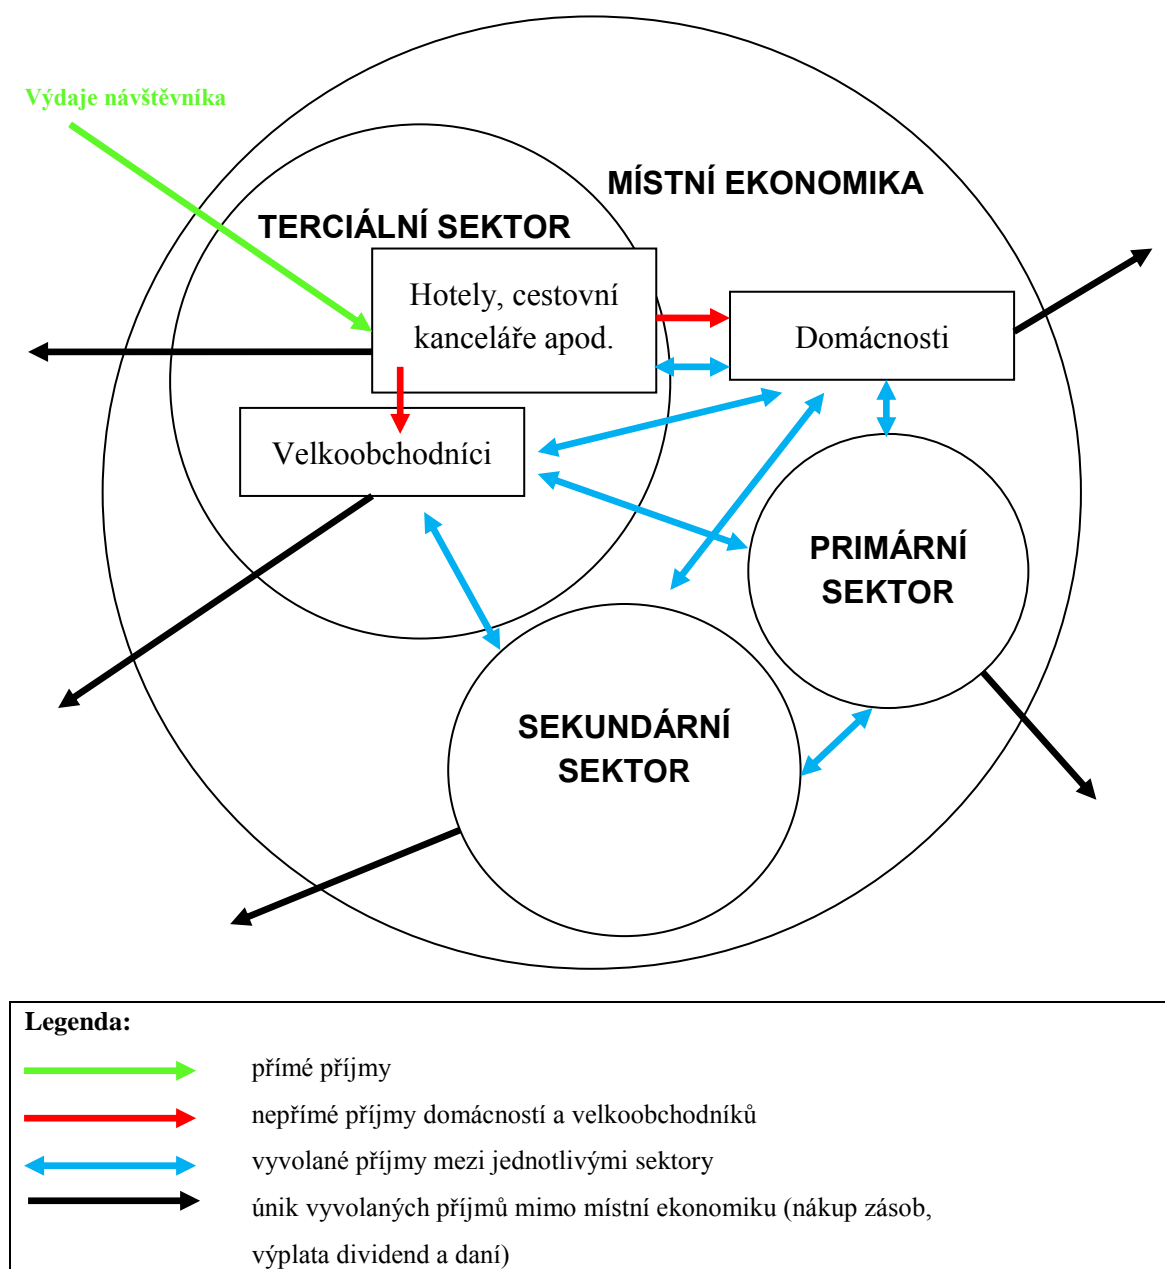 Výdaje návštěvníka
MÍSTNÍ EKONOMIKA
TERCIÁLNÍ SEKTOR
Hotely, cestovní
kanceláře apod.
Domácnosti
Velkoobchodníci
PRIMÁRNÍ
SEKTOR
SEKUNDÁRNÍ
SEKTOR
Legenda:
přímé příjmy
nepřímé příjmy domácností a velkoobchodníků
vyvolané příjmy mezi jednotlivými sektory
únik vyvolaných příjmů mimo místní ekonomiku (nákup zásob,
výplata dividend a daní)